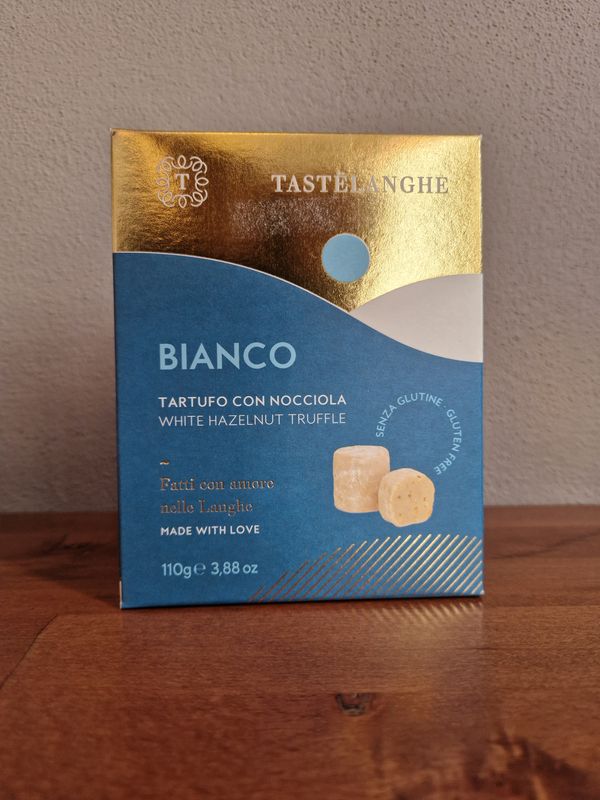 T
TASTÈLANGHE
BIANCO
TARTUFO CON NOCCIOLA
WHITE HAZELNUT TRUFFLE
SENZA GLUTINE · GLUTEN FREE
~
Fatti con amore
nelle Langhe
MADE WITH LOVE
110g℮ 3,88 oz